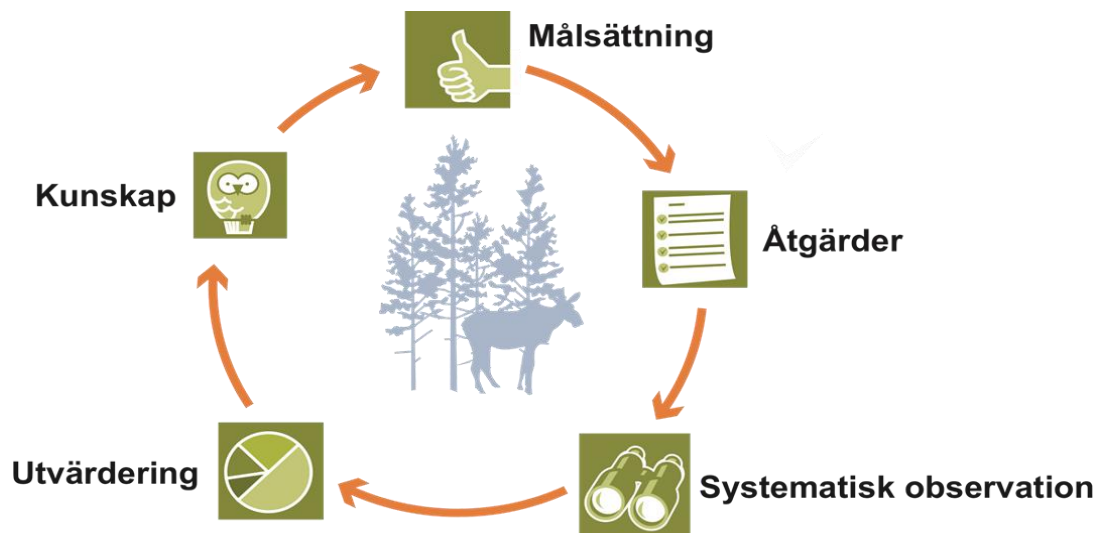 Målsättning
Åtgärder
Systematisk observation
Utvärdering
Kunskap